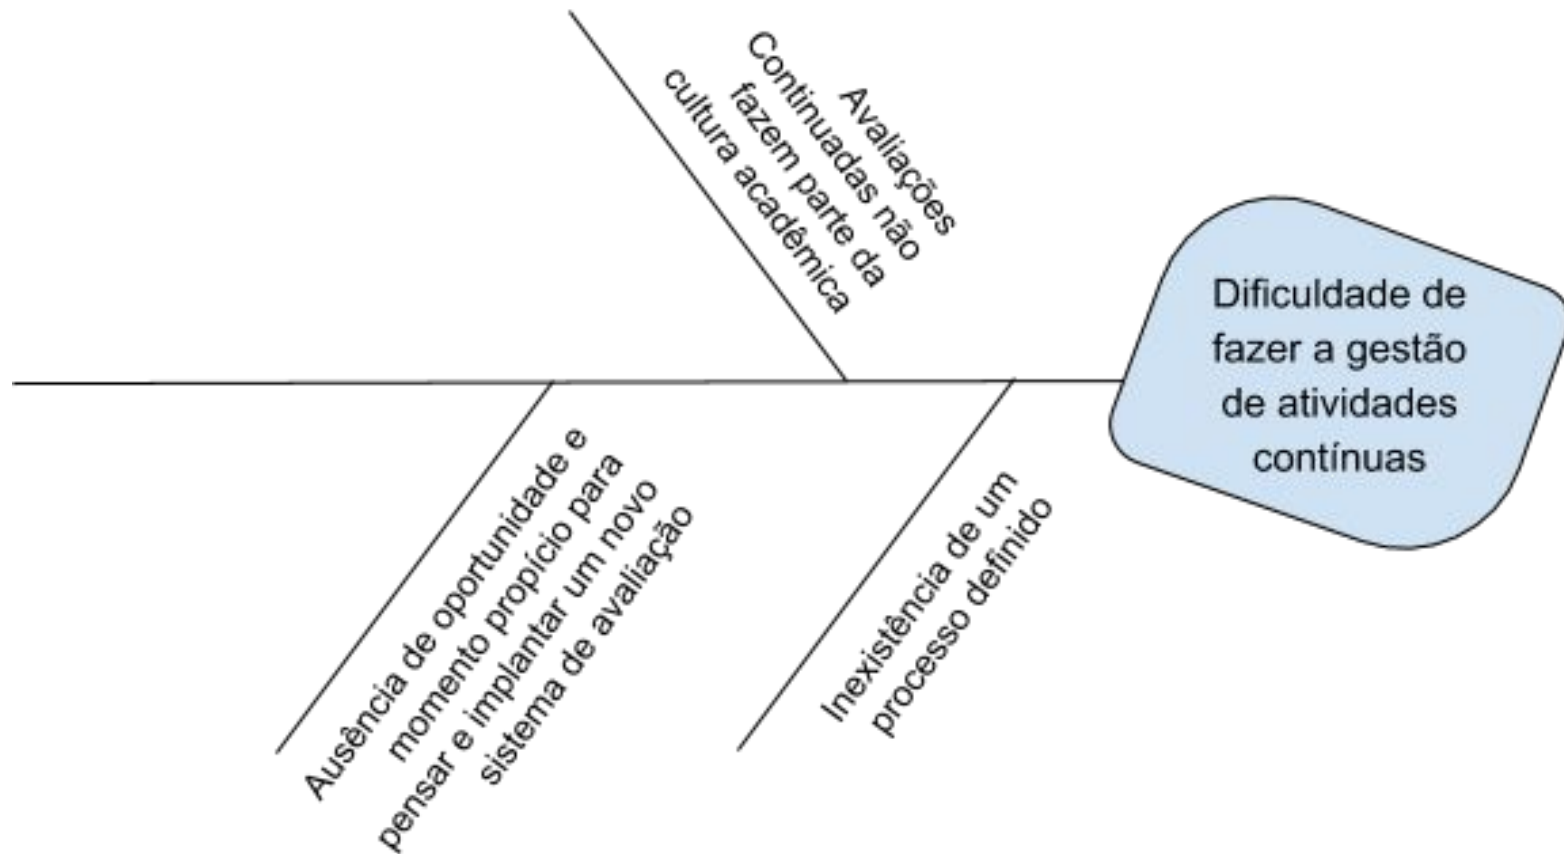 Avaliações
Continuadas não
fazem parte da
cultura acadêmica
Dificuldade de
fazer a gestão
de atividades
contínuas
Ausência de oportunidade e
momento propício para
pensar e implantar um novo
sistema de avaliação
Inexistência de um
processo definido